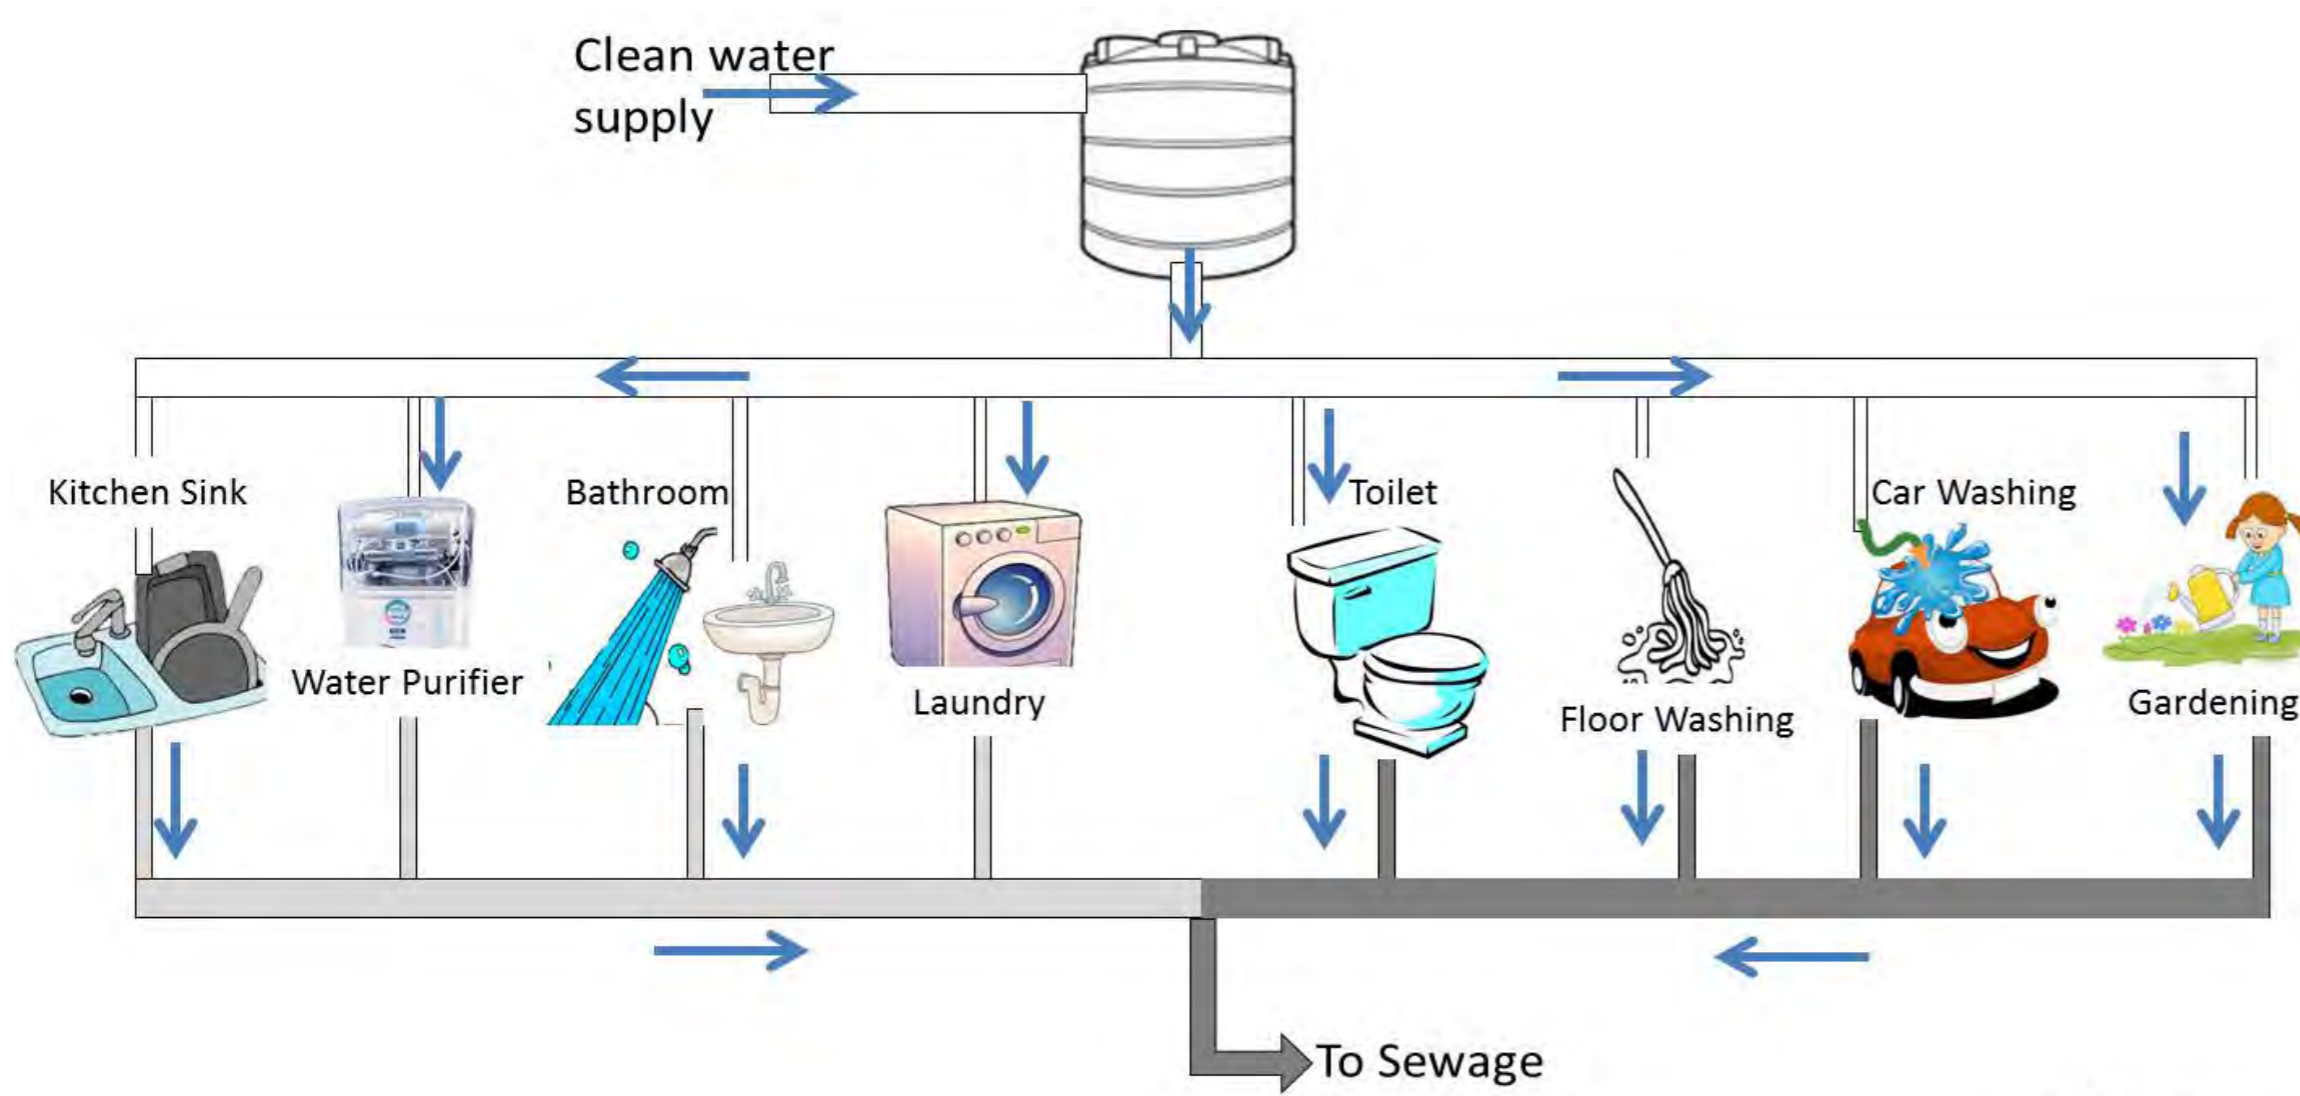 Clean water
supply
Kitchen Sink
Bathroom
Toilet
Car Washing
Water Purifier
Laundry
Floor Washing
Gardening
To Sewage